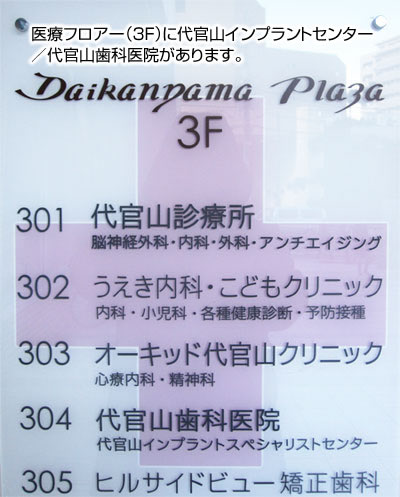 医療フロアー(3F)に代官山インプラントセンター
／代官山歯科医院があります。
Daikanyama Plaza
3F
301 代官山診療所
脳神経外科・内科・外科・アンチエイジング
302 うえき内科・こどもクリニック
内科・小児科・各種健康診断・予防接種
303 オーキッド代官山クリニック
心療内科・精神科
304 代官山歯科医院
代官山インプラントスペシャリストセンター
305 ヒルサイドビュー矯正歯科